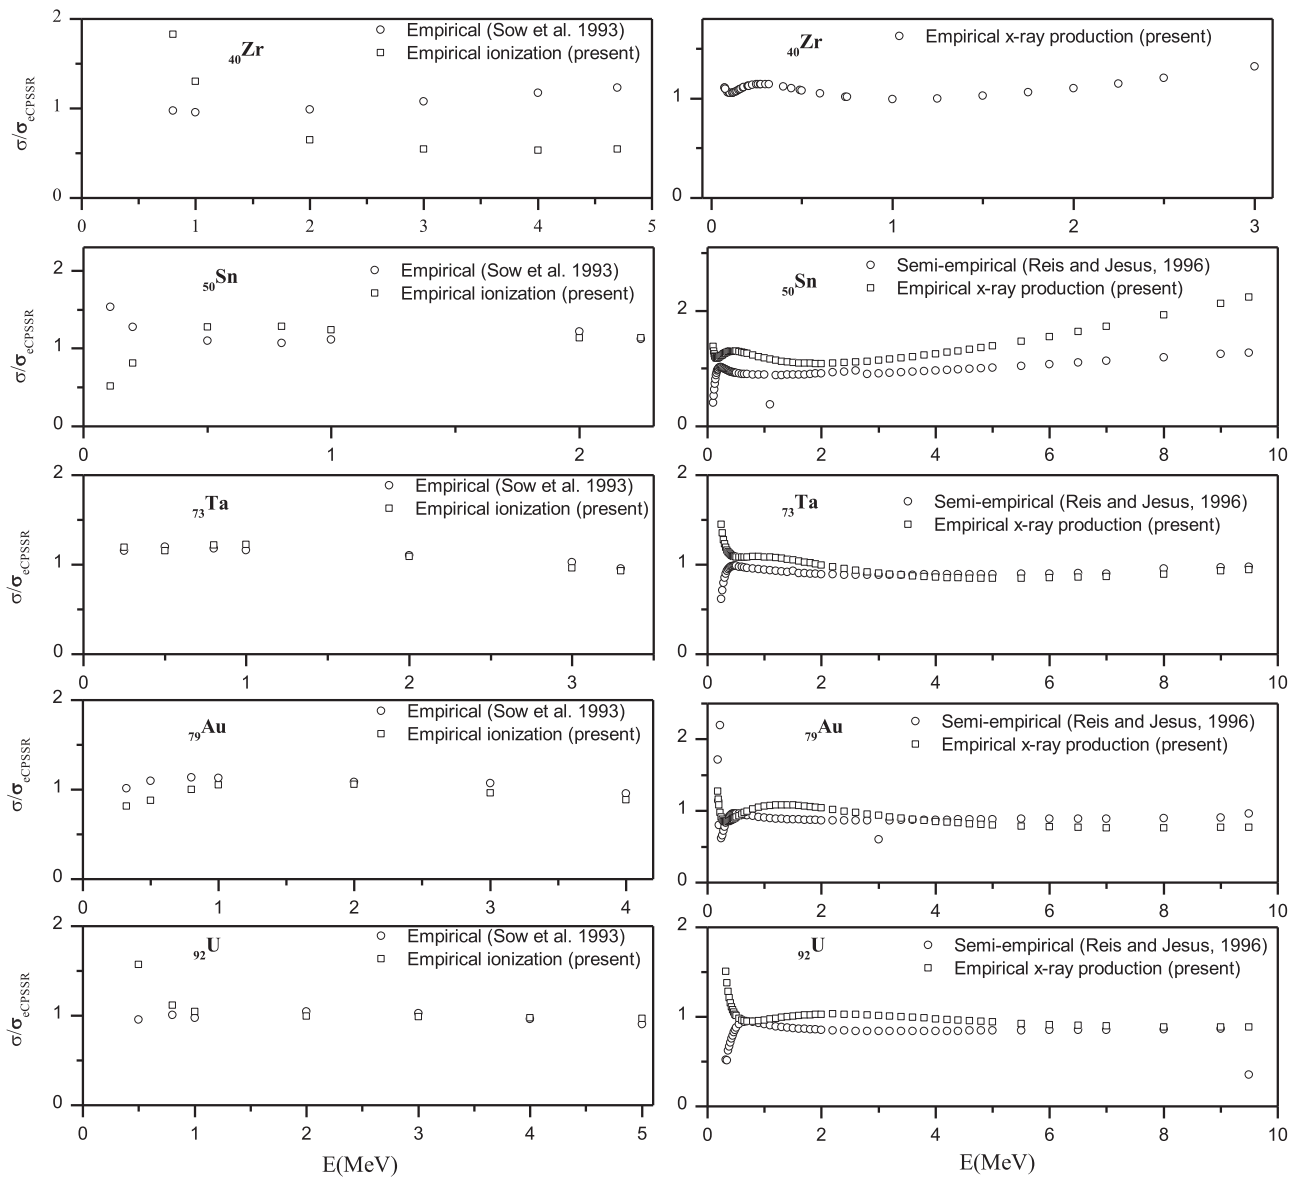 2
Empirical (Sow et al. 1993)
Empirical ionization (present)
40Zr
1
σ/σeCPSSR
0
0 1 2 3 4 5
Empirical x-ray production (present)
40Zr
1
0
0 1 2 3
2
Empirical (Sow et al. 1993)
Empirical ionization (present)
50Sn
1
σ/σeCPSSR
0
0 1 2
Semi-empirical (Reis and Jesus, 1996)
Empirical x-ray production (present)
50Sn
2
1
0
0 2 4 6 8 10
2
Empirical (Sow et al. 1993)
Empirical ionization (present)
73Ta
1
σ/σeCPSSR
0
0 1 2 3
2
Semi-empirical (Reis and Jesus, 1996)
Empirical x-ray production (present)
73Ta
1
0
0 2 4 6 8 10
2
Empirical (Sow et al. 1993)
Empirical ionization (present)
79Au
1
σ/σeCPSSR
0
0 1 2 3 4
Semi-empirical (Reis and Jesus, 1996)
Empirical x-ray production (present)
79Au
2
1
0
0 2 4 6 8 10
2
Empirical (Sow et al. 1993)
Empirical ionization (present)
92U
1
σ/σeCPSSR
0
0 1 2 3 4 5
E(MeV)
2
Semi-empirical (Reis and Jesus, 1996)
Empirical x-ray production (present)
92U
1
0
0 2 4 6 8 10
E(MeV)